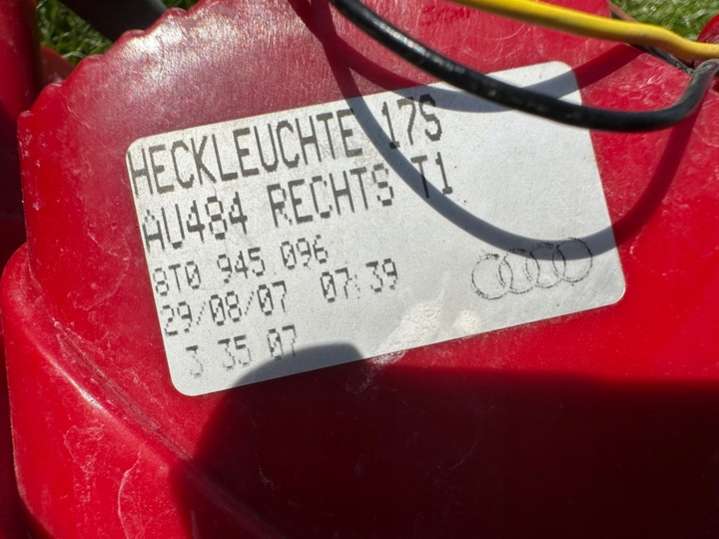 HECKLEUCHTE 17S
AU484 RECHTS T1
8T0 945 096
29/08/07 07:39
3 35 07